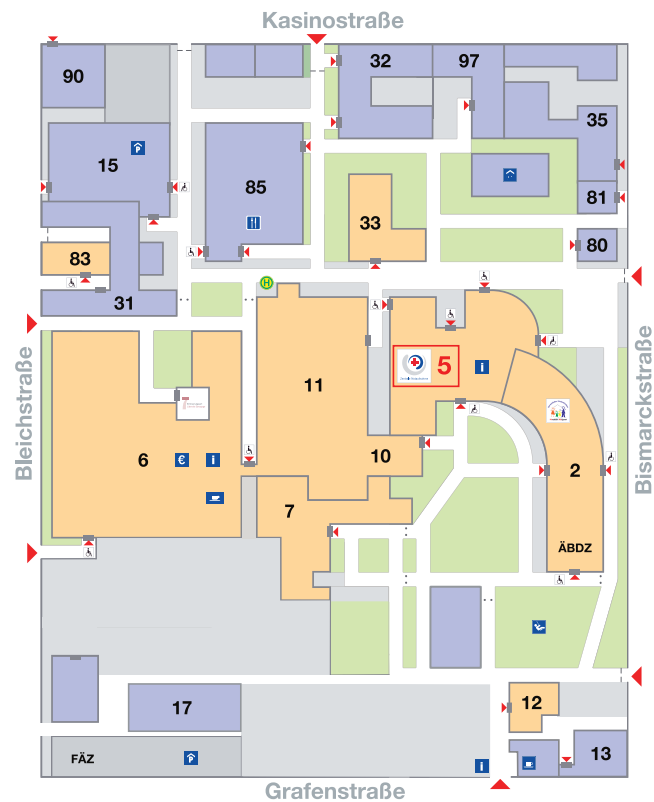 Kasinostraße
90
32
97
35
15
85
81
33
80
83
31
H
Bleichstraße
Bismarckstraße
11
5
i
6
€
i
10
2
7
ÄBDZ
12
17
13
FÄZ
P
i
Grafenstraße